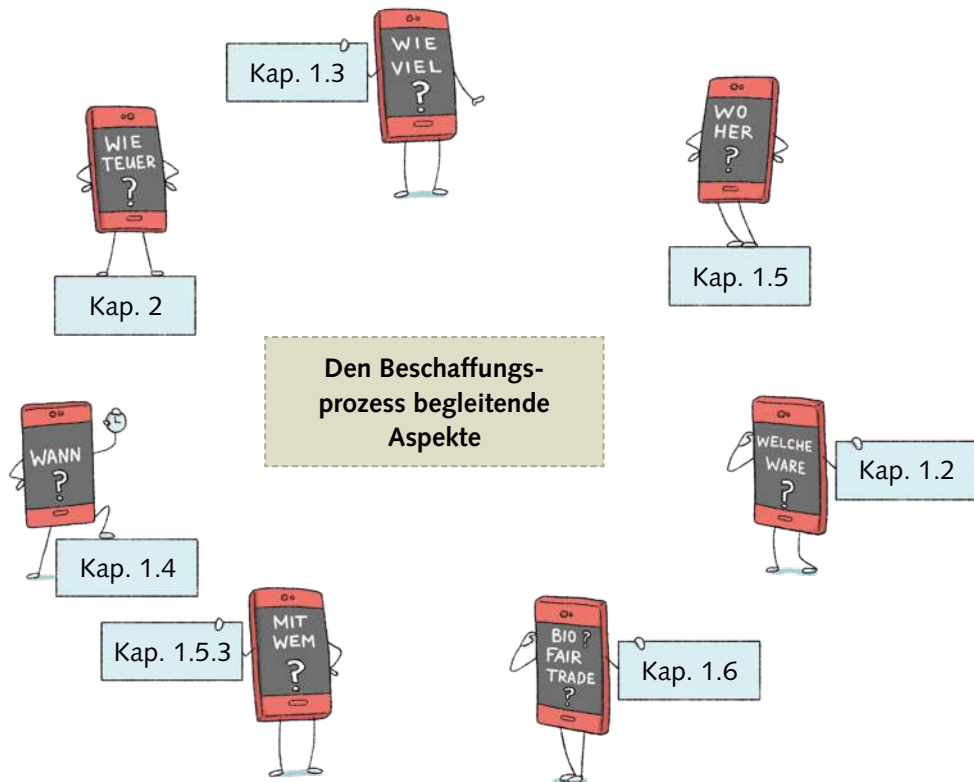 WIE
VIEL
?
Kap. 1.3
WO
HER
?
Kap. 1.5
WIE
TEUER
?
Kap. 2
Den Beschaffungs-
prozess begleitende
Aspekte
WELCHE
WARE
?
Kap. 1.2
WANN
?
Kap. 1.4
MIT
WEM
?
Kap. 1.5.3
BIO ?
FAIR
TRADE
?
Kap. 1.6